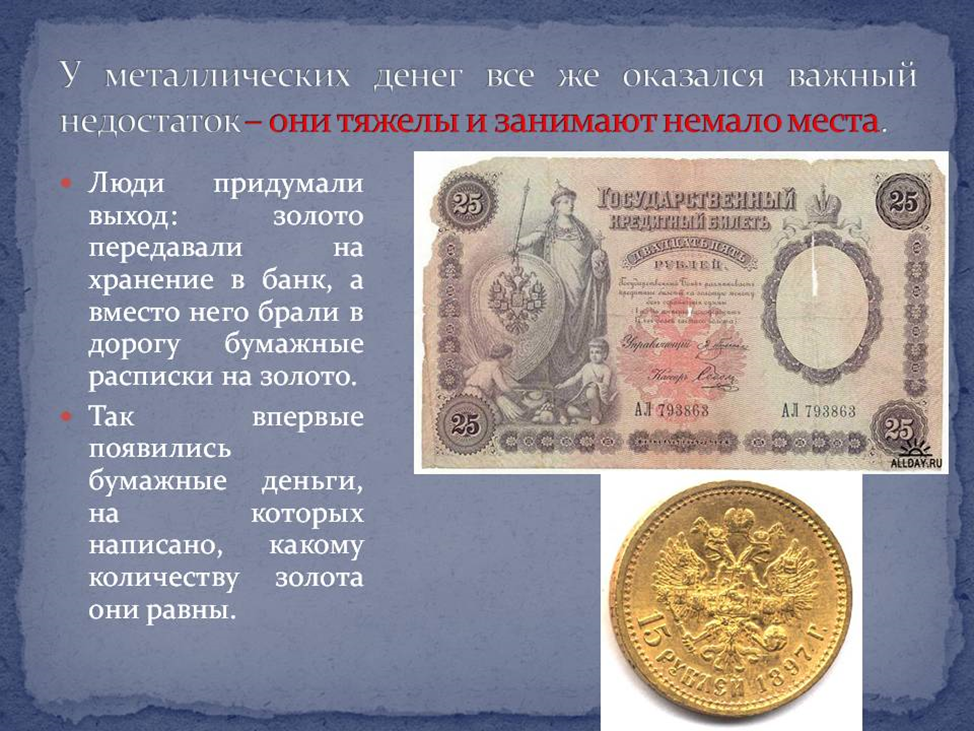 У металлических денег все же оказался важный
недостаток – они тяжелы и занимают немало места.
• Люди придумали
выход: золото
передавали на
хранение в банк, а
вместо него брали в
дорогу бумажные
расписки на золото.
• Так впервые
появились
бумажные деньги,
на которых
написано, какому
количеству золота
они равны.
25
ГОСУДАРСТВЕННЫЙ
КРЕДИТНЫЙ БИЛЕТЪ
ДВАДЦАТЬ ПЯТЬ
РУБЛЕЙ.
25
Управляющій
Кассиръ
АЛ 793863
АЛ 793863
25
25
ALLDAY.RU
15 РУБЛЕЙ 1897 Г.